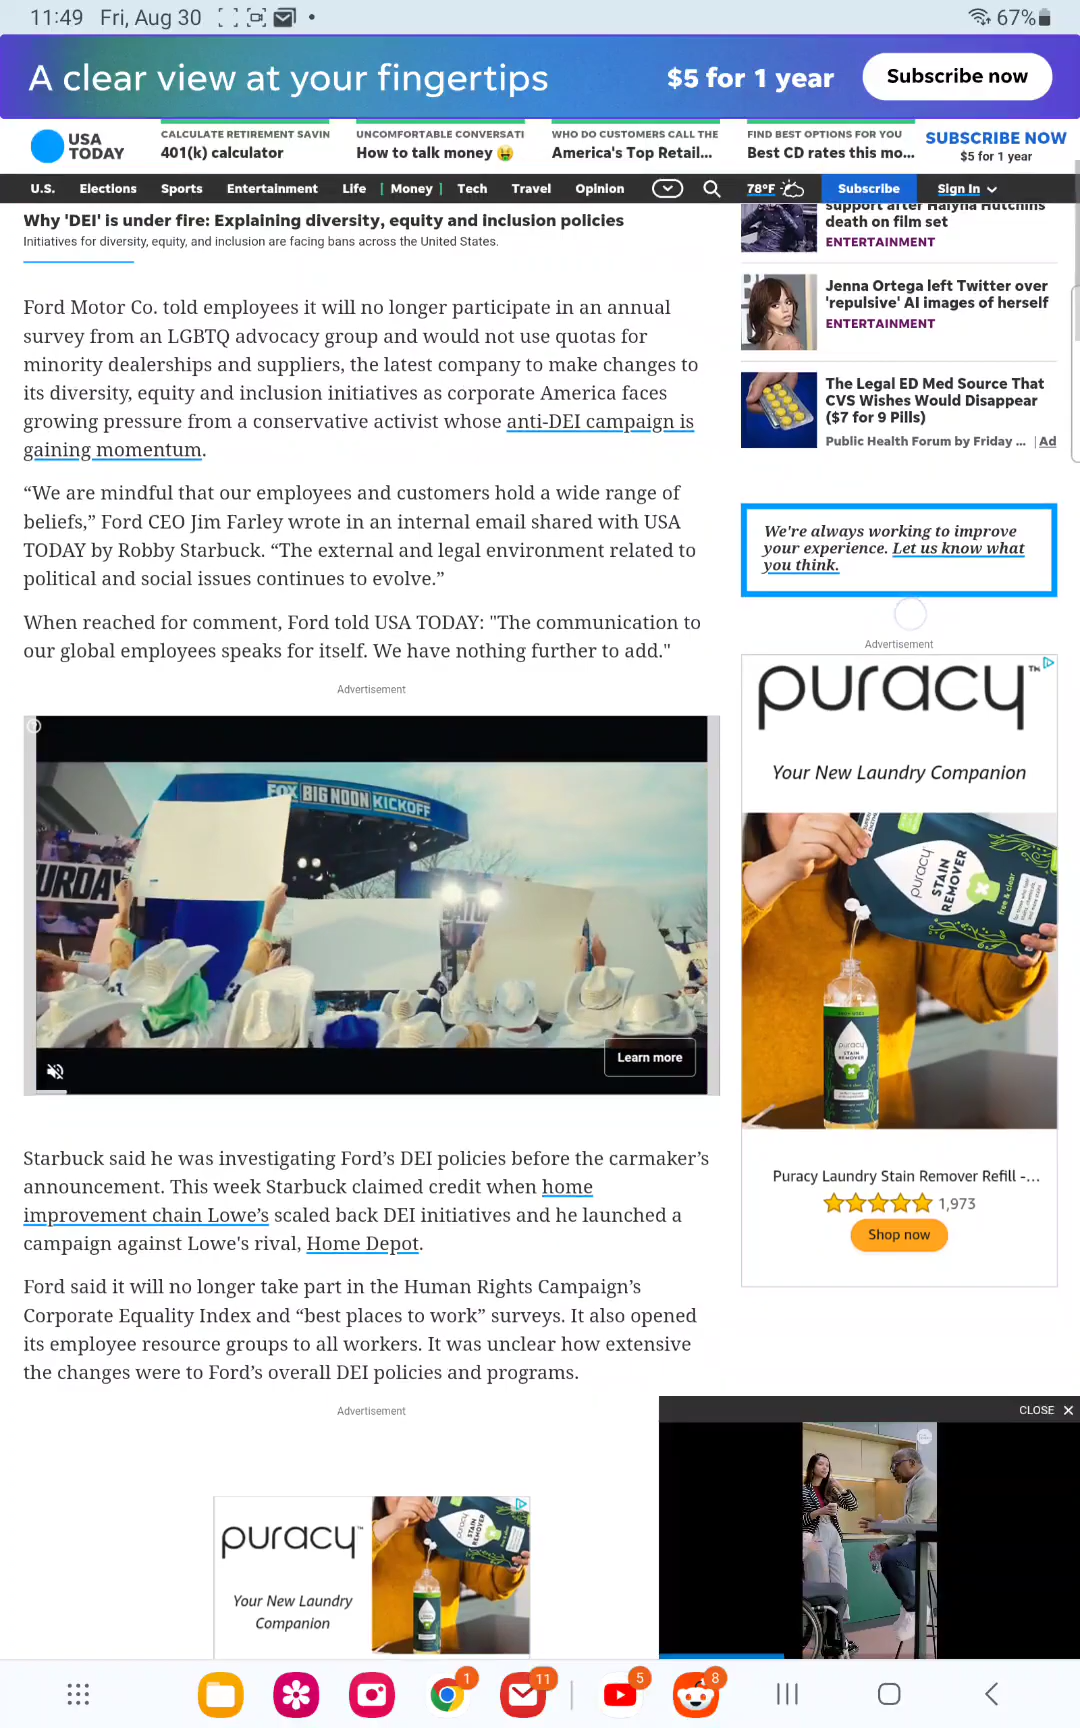 11:49 Fri, Aug 30
67%
A clear view at your fingertips
$5 for 1 year
Subscribe now
USA
TODAY
CALCULATE RETIREMENT SAVIN
401(k) calculator
UNCOMFORTABLE CONVERSATI
How to talk money 🤑
WHO DO CUSTOMERS CALL THE
America's Top Retail...
FIND BEST OPTIONS FOR YOU
Best CD rates this mo...
SUBSCRIBE NOW
$5 for 1 year
U.S. Elections Sports Entertainment Life Money Tech Travel Opinion 78°F Subscribe Sign In
Why 'DEI' is under fire: Explaining diversity, equity and inclusion policies
Initiatives for diversity, equity, and inclusion are facing bans across the United States.
Ford Motor Co. told employees it will no longer participate in an annual
survey from an LGBTQ advocacy group and would not use quotas for
minority dealerships and suppliers, the latest company to make changes to
its diversity, equity and inclusion initiatives as corporate America faces
growing pressure from a conservative activist whose anti-DEI campaign is
gaining momentum.
“We are mindful that our employees and customers hold a wide range of
beliefs,” Ford CEO Jim Farley wrote in an internal email shared with USA
TODAY by Robby Starbuck. “The external and legal environment related to
political and social issues continues to evolve.”
When reached for comment, Ford told USA TODAY: "The communication to
our global employees speaks for itself. We have nothing further to add."
Advertisement
FOX BIG NOON KICKOFF
URDAY
Learn more
Starbuck said he was investigating Ford’s DEI policies before the carmaker’s
announcement. This week Starbuck claimed credit when home
improvement chain Lowe’s scaled back DEI initiatives and he launched a
campaign against Lowe's rival, Home Depot.
Ford said it will no longer take part in the Human Rights Campaign’s
Corporate Equality Index and “best places to work” surveys. It also opened
its employee resource groups to all workers. It was unclear how extensive
the changes were to Ford’s overall DEI policies and programs.
Advertisement
puracy™
Your New Laundry
Companion
support after Halyna Hutchins
death on film set
ENTERTAINMENT
Jenna Ortega left Twitter over
'repulsive' AI images of herself
ENTERTAINMENT
The Legal ED Med Source That
CVS Wishes Would Disappear
($7 for 9 Pills)
Public Health Forum by Friday ... | Ad
We're always working to improve
your experience. Let us know what
you think.
Advertisement
puracy™
Your New Laundry Companion
puracy
STAIN
REMOVER
free & clear
puracy
STAIN
REMOVER
Puracy Laundry Stain Remover Refill -...
1,973
Shop now
CLOSE X
1
11
5
8